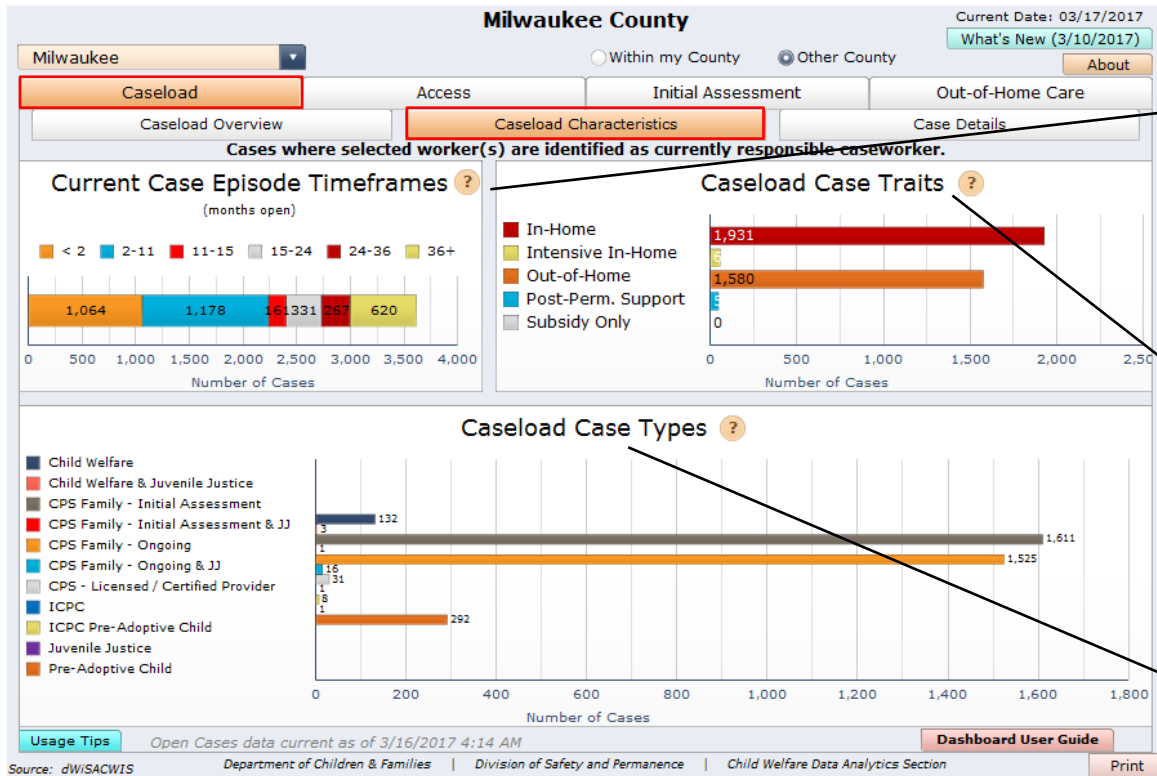 Milwaukee County
Current Date: 03/17/2017
What's New (3/10/2017)
Milwaukee
Within my County
Other County
About
Caseload
Access
Initial Assessment
Out-of-Home Care
Caseload Overview
Caseload Characteristics
Case Details
Cases where selected worker(s) are identified as currently responsible caseworker.
Current Case Episode Timeframes ?
(months open)
< 2 2-11 11-15 15-24 24-36 36+
1,064 1,178 161 331 267 620
0 500 1,000 1,500 2,000 2,500 3,000 3,500 4,000
Number of Cases
Caseload Case Traits ?
In-Home
Intensive In-Home
Out-of-Home
Post-Perm. Support
Subsidy Only
1,931
1,580
0
0 500 1,000 1,500 2,000
Number of Cases
Caseload Case Types ?
Child Welfare
Child Welfare & Juvenile Justice
CPS Family - Initial Assessment
CPS Family - Initial Assessment & JJ
CPS Family - Ongoing
CPS Family - Ongoing & JJ
CPS - Licensed / Certified Provider
ICPC
ICPC Pre-Adoptive Child
Juvenile Justice
Pre-Adoptive Child
132
3
1,611
1
1,525
16
31
1
8
1
292
0 200 400 600 800 1,000 1,200 1,400 1,600 1,800
Number of Cases
Usage Tips
Open Cases data current as of 3/16/2017 4:14 AM
Dashboard User Guide
Source: dWiSACWIS
Department of Children & Families | Division of Safety and Permanence | Child Welfare Data Analytics Section
Print